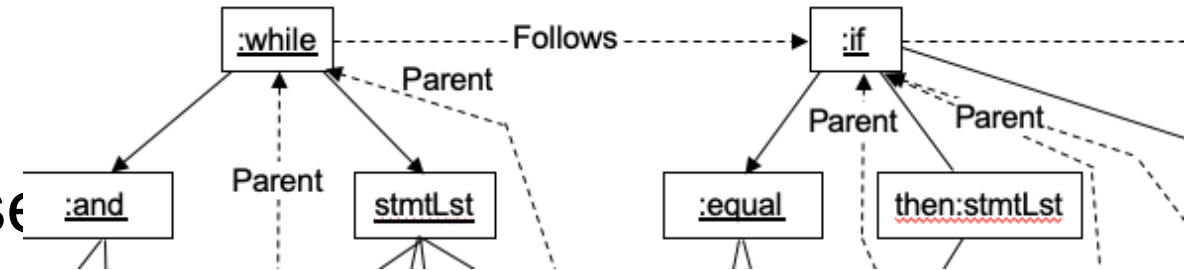 :while
Follows
:if
Parent
Parent
Parent
Parent
:and
stmtLst
:equal
then:stmtLst